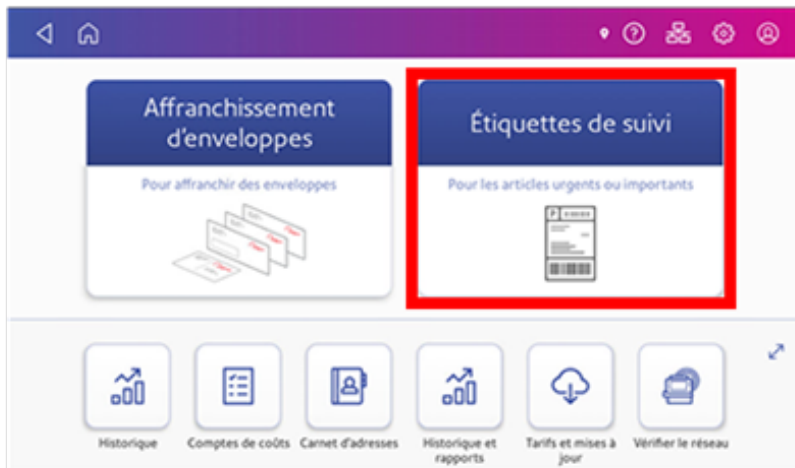 Affranchissement
d'enveloppes
Étiquettes de suivi
Pour affranchir des enveloppes
Pour les articles urgents ou importants
P
Historique
Comptes de coûts
Carnet d'adresses
Historique et
rapports
Tarifs et mises à
jour
Vérifier le réseau